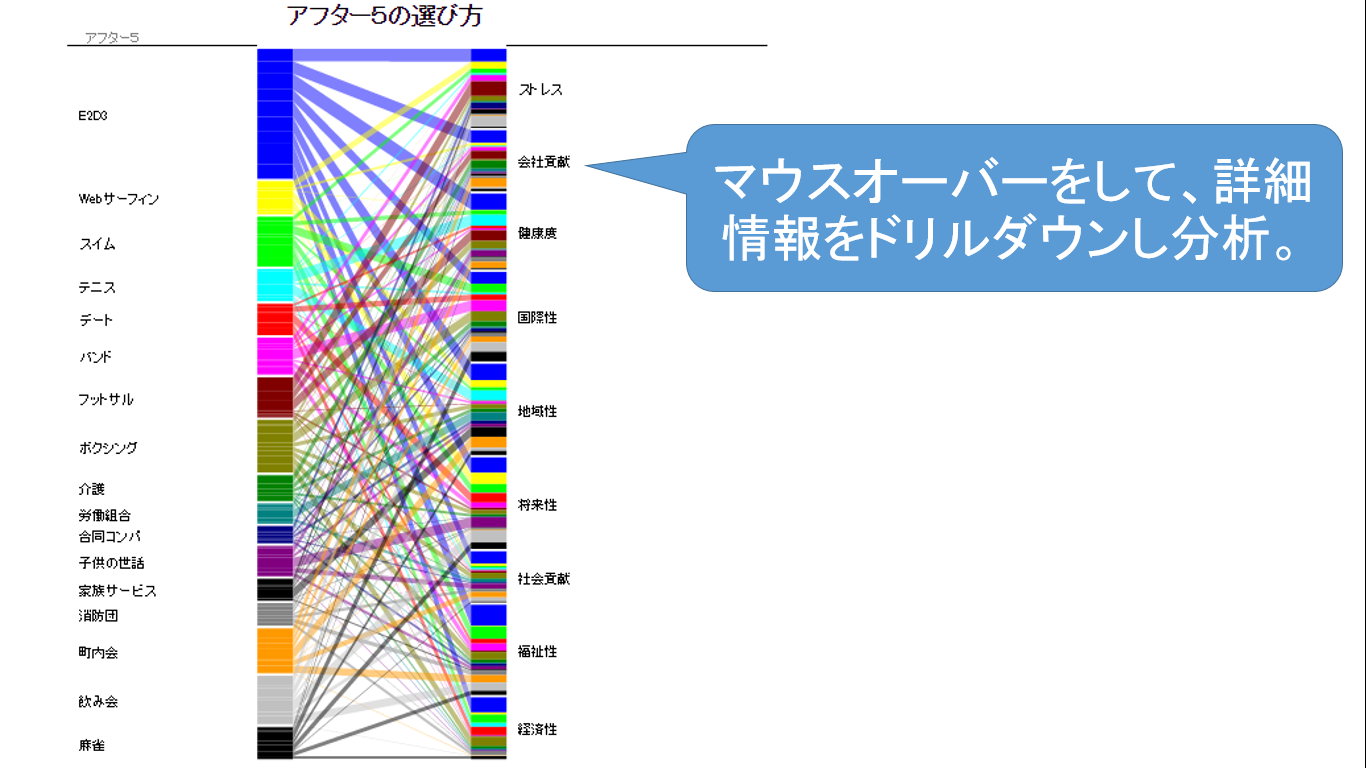 アフター5の選び方
アフター5
E2D3
Webサーフィン
スイム
テニス
デート
バンド
フットサル
ボクシング
介護
労働組合
合同コンパ
子供の世話
家族サービス
消防団
町内会
飲み会
麻雀
ストレス
会社貢献
健康度
国際性
地域性
将来性
社会貢献
福祉性
経済性
マウスオーバーをして、詳細
情報をドリルダウンし分析。